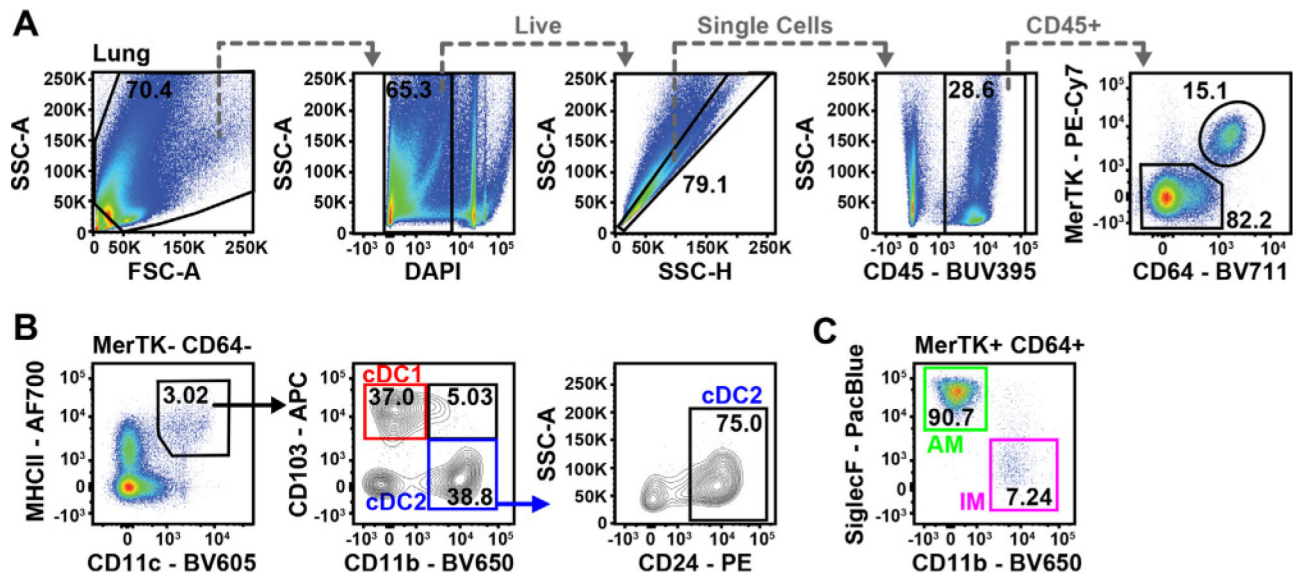 A
Live
Single Cells
CD45+
Lung
70.4
250K
200K
150K
100K
50K
0
SSC-A
0 50K 150K 250K
FSC-A
65.3
250K
200K
150K
100K
50K
0
SSC-A
-10³ 10³ 10⁴ 10⁵
DAPI
79.1
250K
200K
150K
100K
50K
0
SSC-A
50K 150K 250K
SSC-H
28.6
250K
200K
150K
100K
50K
0
SSC-A
-10³ 10³ 10⁴ 10⁵
CD45 - BUV395
15.1
82.2
10⁵
10⁴
10³
0
-10³
MerTK - PE-Cy7
0 10³ 10⁴
CD64 - BV711
B
MerTK- CD64-
3.02
10⁵
10⁴
10³
0
-10³
MHCII - AF700
0 10³ 10⁴
CD11c - BV605
cDC1
37.0
5.03
cDC2
38.8
10⁵
10⁴
10³
0
-10³
CD103 - APC
0 10³ 10⁴ 10⁵
CD11b - BV650
cDC2
75.0
250K
200K
150K
100K
50K
0
SSC-A
0 10³ 10⁴ 10⁵
CD24 - PE
C
MerTK+ CD64+
90.7
AM
IM
7.24
10⁵
10⁴
10³
0
-10³
SiglecF - PacBlue
0 10³ 10⁴ 10⁵
CD11b - BV650